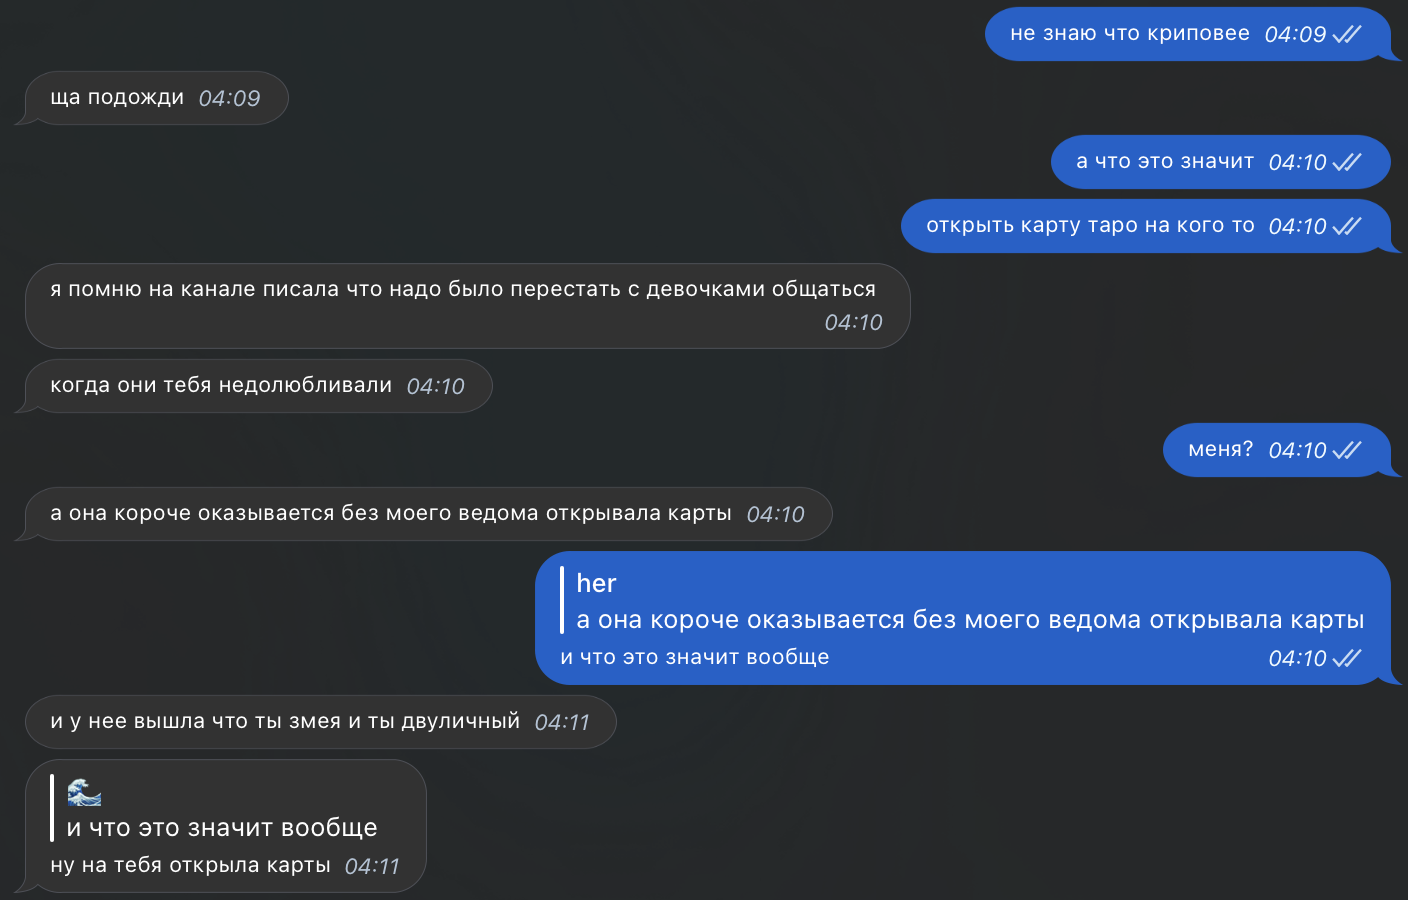 не знаю что криповее 04:09
ща подожди 04:09
а что это значит 04:10
открыть карту таро на кого то 04:10
я помню на канале писала что надо было перестать с девочками общаться
04:10
когда они тебя недолюбливали 04:10
меня? 04:10
а она короче оказывается без моего ведома открывала карты 04:10
her
а она короче оказывается без моего ведома открывала карты
и что это значит вообще 04:10
и у нее вышла что ты змея и ты двуличный 04:11
🌊
и что это значит вообще
ну на тебя открыла карты 04:11